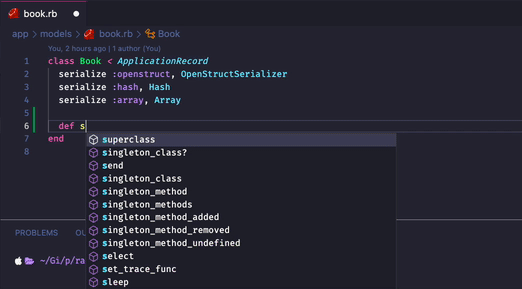 book.rb
app > models > book.rb > Book
You, 2 hours ago | 1 author (You)
1 class Book < ApplicationRecord
2 serialize :openstruct, OpenStructSerializer
3 serialize :hash, Hash
4 serialize :array, Array
5
6 def s
7 end
8
superclass
singleton_class?
send
singleton_class
singleton_method
singleton_methods
singleton_method_added
singleton_method_removed
singleton_method_undefined
select
set_trace_func
sleep
PROBLEMS OU
~/Gi/p/ra